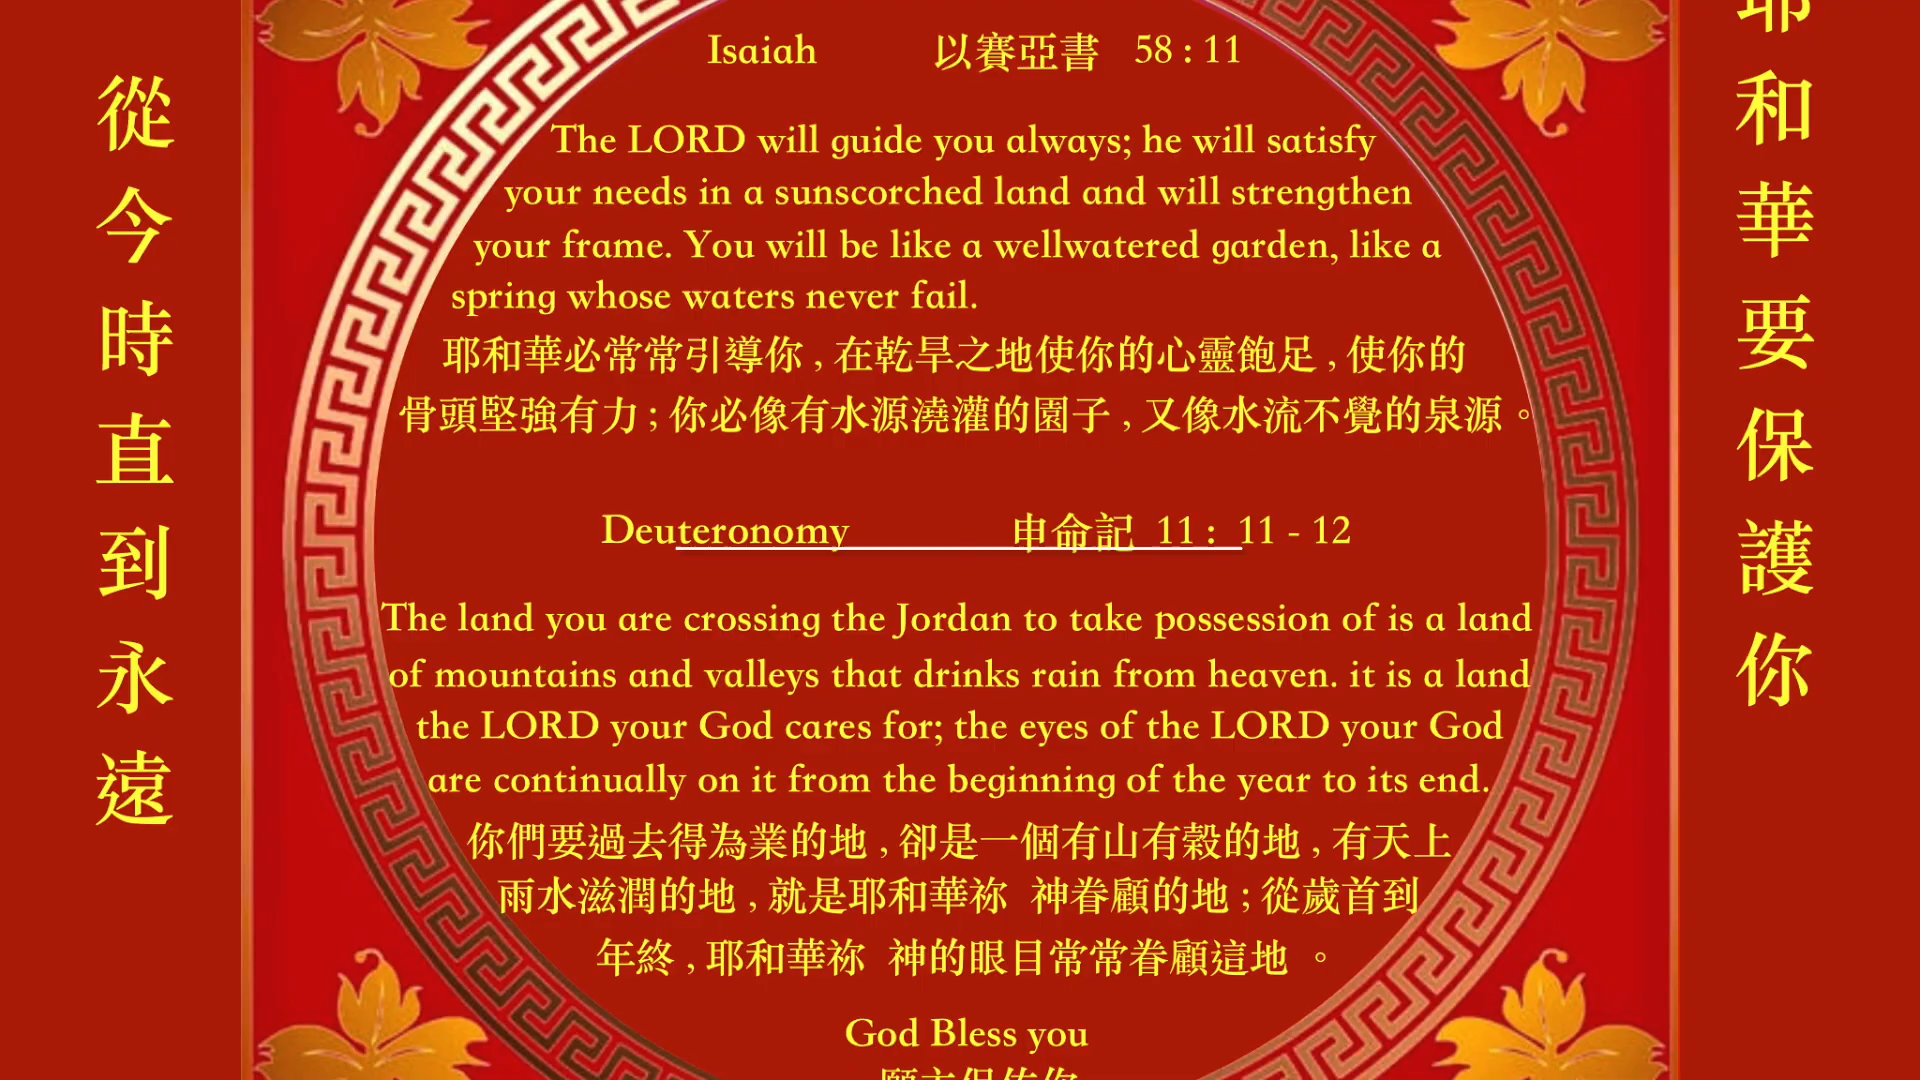 耶和華要保護你
從今時直到永遠
Isaiah 以賽亞書 58 : 11
The LORD will guide you always; he will satisfy
your needs in a sunscorched land and will strengthen
your frame. You will be like a wellwatered garden, like a
spring whose waters never fail.
耶和華必常常引導你 , 在乾旱之地使你的心靈飽足 , 使你的
骨頭堅強有力 ; 你必像有水源澆灌的園子 , 又像水流不覺的泉源。
Deuteronomy 申命記 11 : 11 - 12
The land you are crossing the Jordan to take possession of is a land
of mountains and valleys that drinks rain from heaven. it is a land
the LORD your God cares for; the eyes of the LORD your God
are continually on it from the beginning of the year to its end.
你們要過去得為業的地 , 卻是一個有山有穀的地 , 有天上
雨水滋潤的地 , 就是耶和華祢 神眷顧的地 ; 從歲首到
年終 , 耶和華祢 神的眼目常常眷顧這地 。
God Bless you
願主保佑你